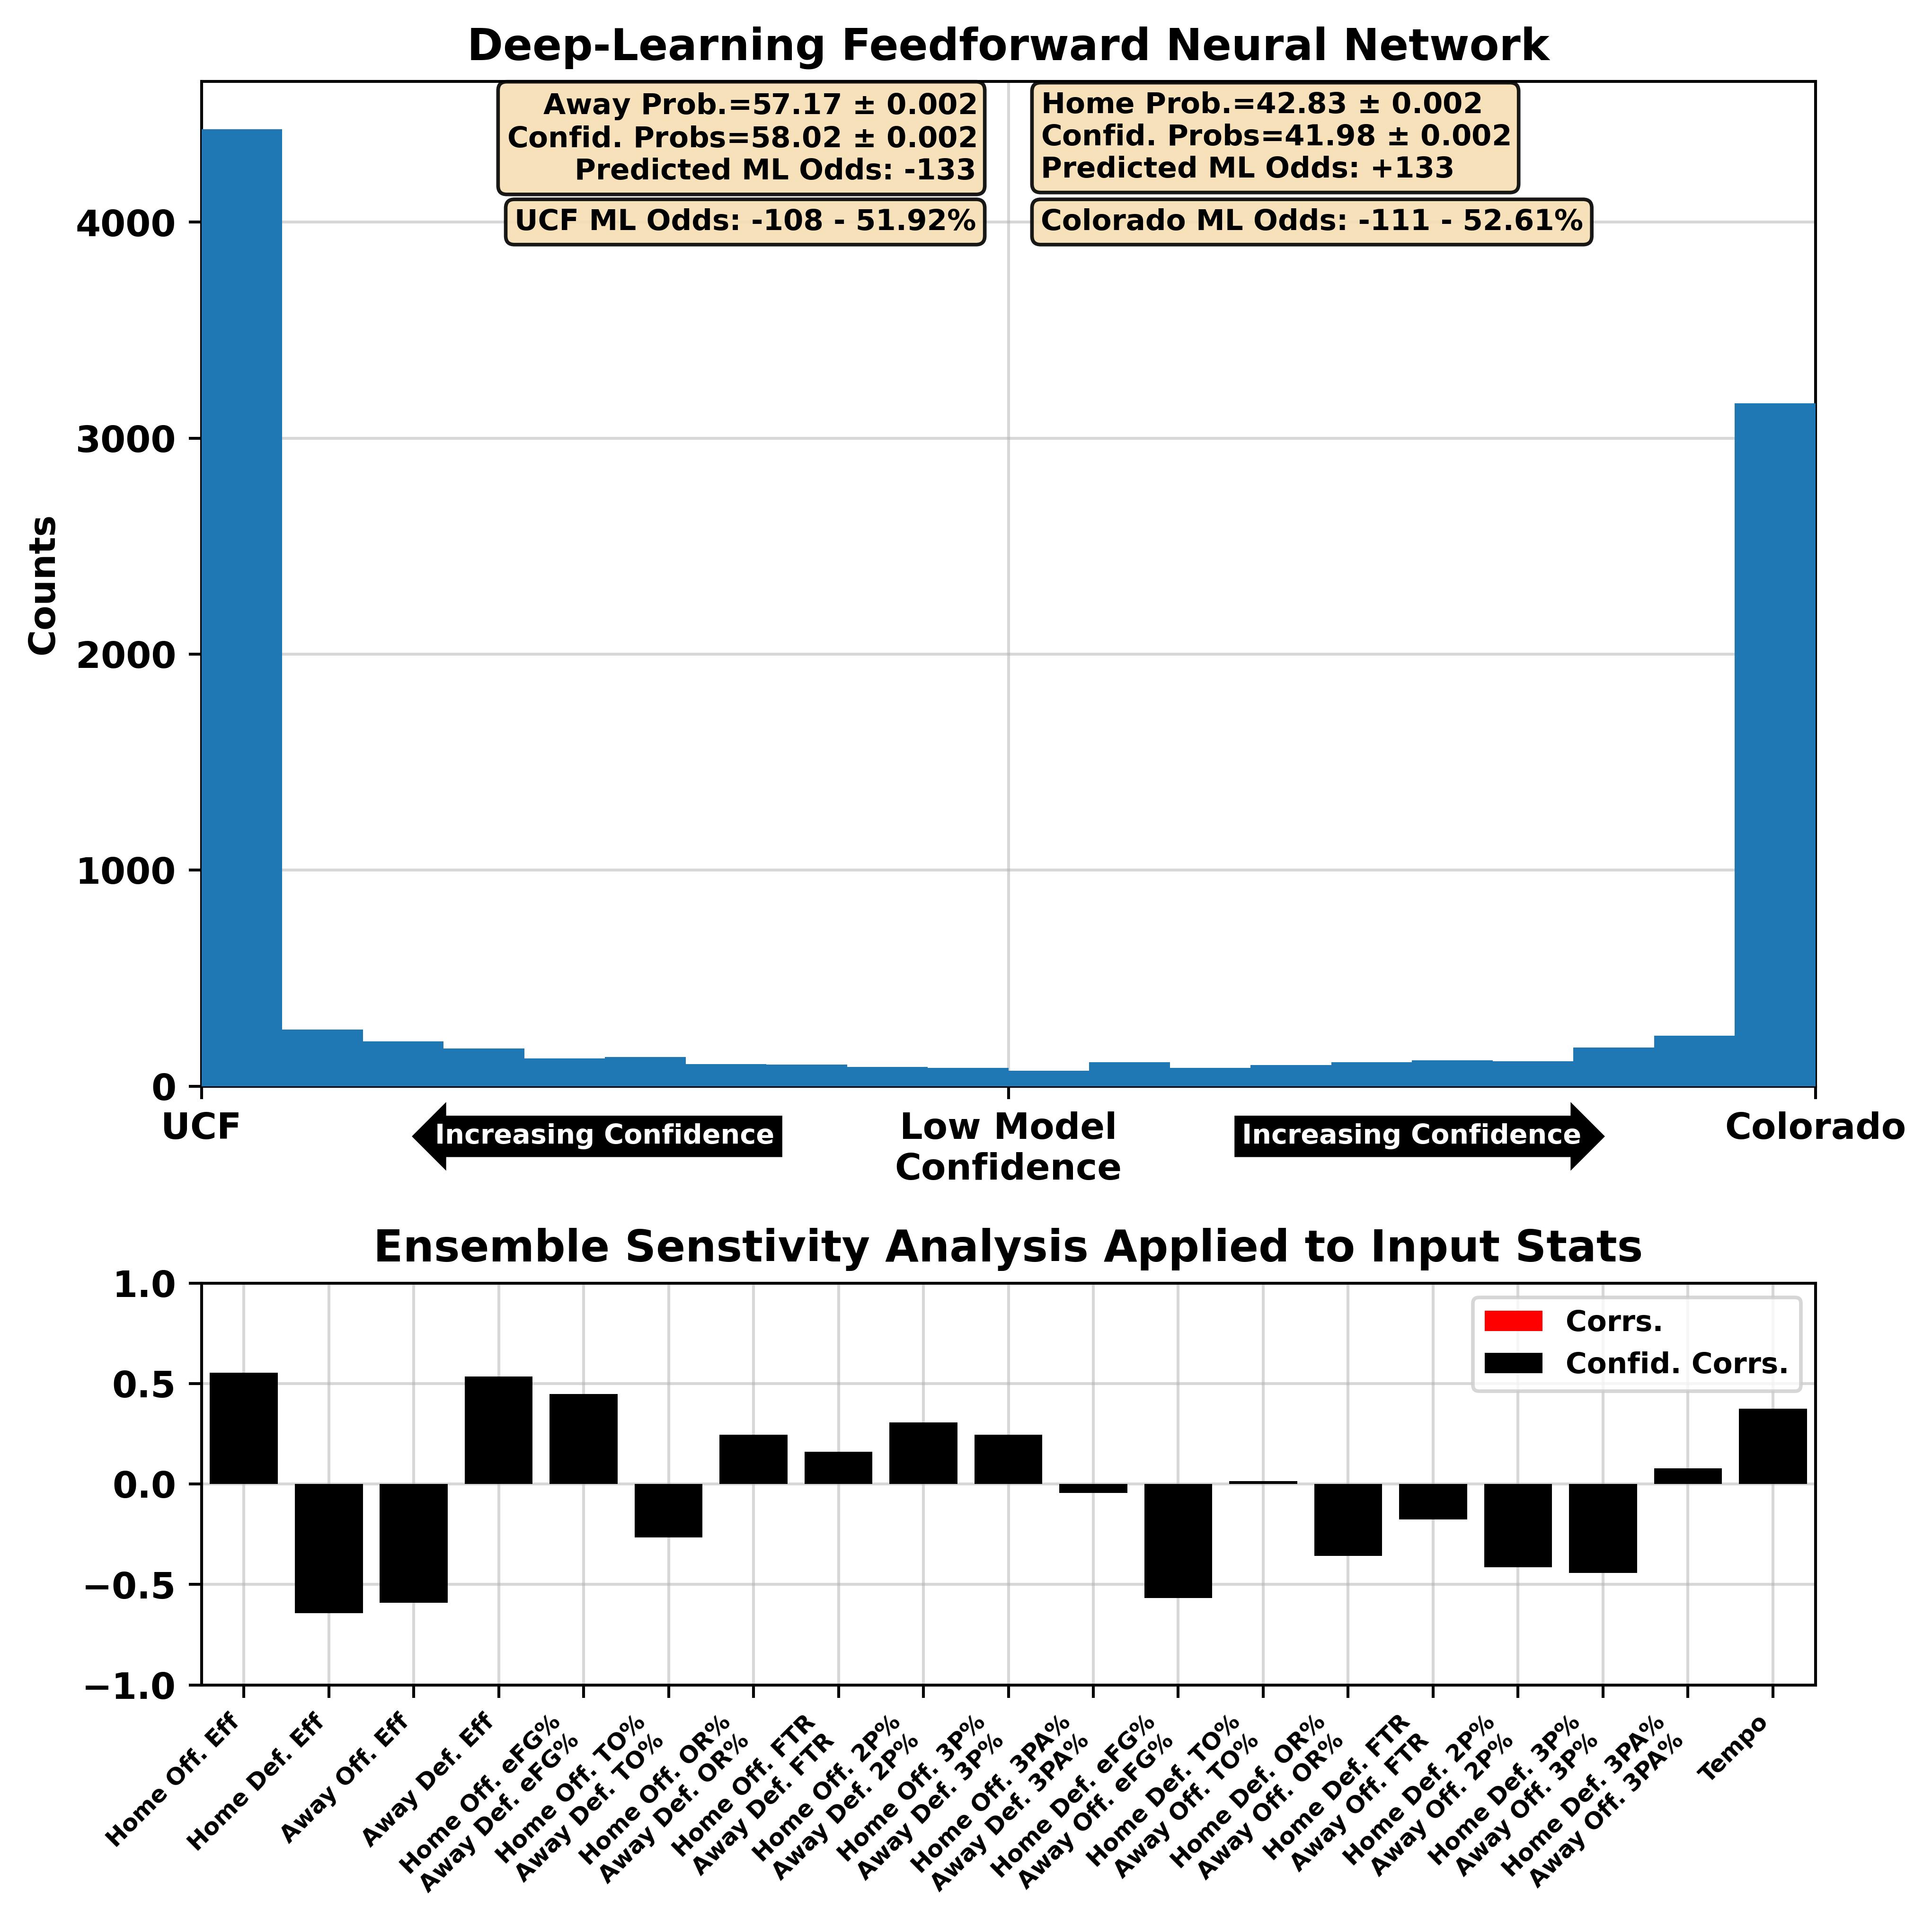 Deep-Learning Feedforward Neural Network
Away Prob.=57.17 ± 0.002
Confid. Probs=58.02 ± 0.002
Predicted ML Odds: -133
UCF ML Odds: -108 - 51.92%
Home Prob.=42.83 ± 0.002
Confid. Probs=41.98 ± 0.002
Predicted ML Odds: +133
Colorado ML Odds: -111 - 52.61%
Counts
4000
3000
2000
1000
0
UCF
Increasing Confidence
Low Model
Confidence
Increasing Confidence
Colorado
Ensemble Senstivity Analysis Applied to Input Stats
Corrs.
Confid. Corrs.
1.0
0.5
0.0
−0.5
−1.0
Home Off. Eff
Home Def. Eff
Away Off. Eff
Away Def. Eff
Home Off. eFG%
Away Def. eFG%
Home Off. TO%
Away Def. TO%
Home Off. OR%
Away Def. OR%
Home Off. FTR
Away Def. FTR
Home Off. 2P%
Away Def. 2P%
Home Off. 3P%
Away Def. 3P%
Home Off. 3PA%
Away Def. 3PA%
Home Def. eFG%
Away Off. eFG%
Home Def. TO%
Away Off. TO%
Home Def. OR%
Away Off. OR%
Home Def. FTR
Away Off. FTR
Home Def. 2P%
Away Off. 2P%
Home Def. 3P%
Away Off. 3P%
Home Def. 3PA%
Away Off. 3PA%
Tempo